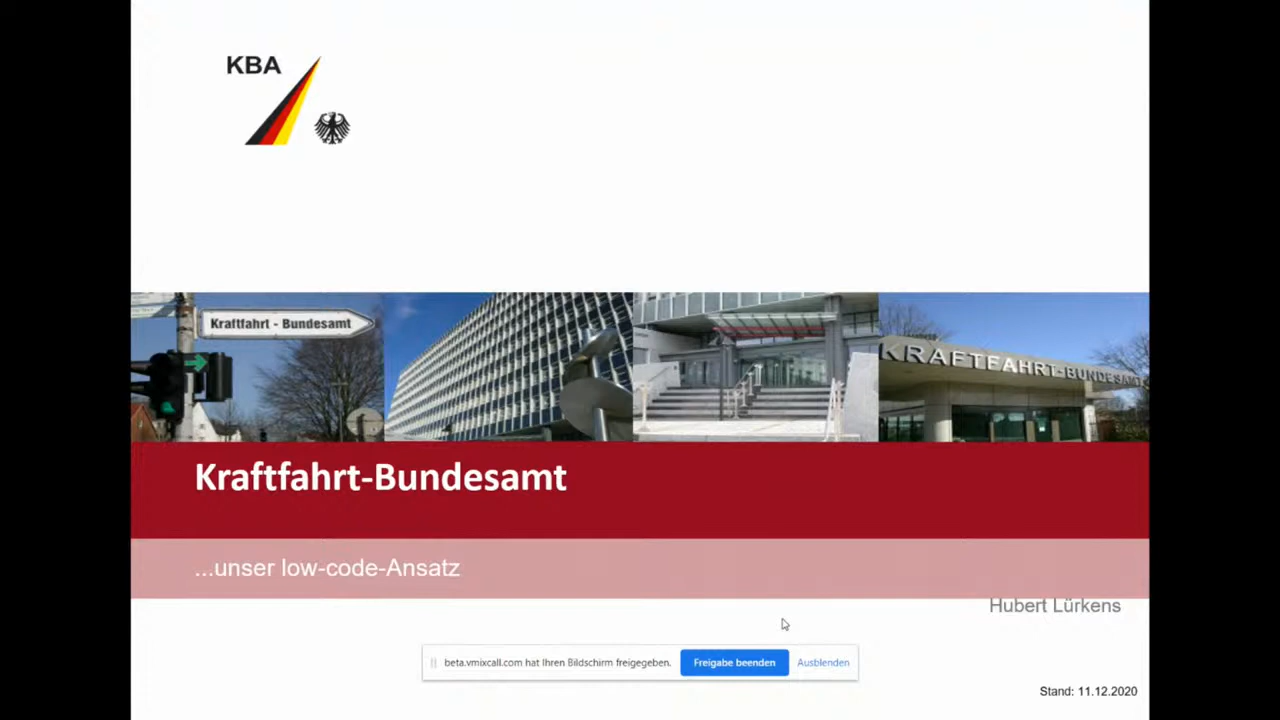 KBA
Kraftfahrt - Bundesamt
KRAFTFAHRT-BUNDESAMT
Kraftfahrt-Bundesamt
...unser low-code-Ansatz
Hubert Lürkens
beta.vmixcall.com hat Ihren Bildschirm freigegeben.
Freigabe beenden
Ausblenden
Stand: 11.12.2020